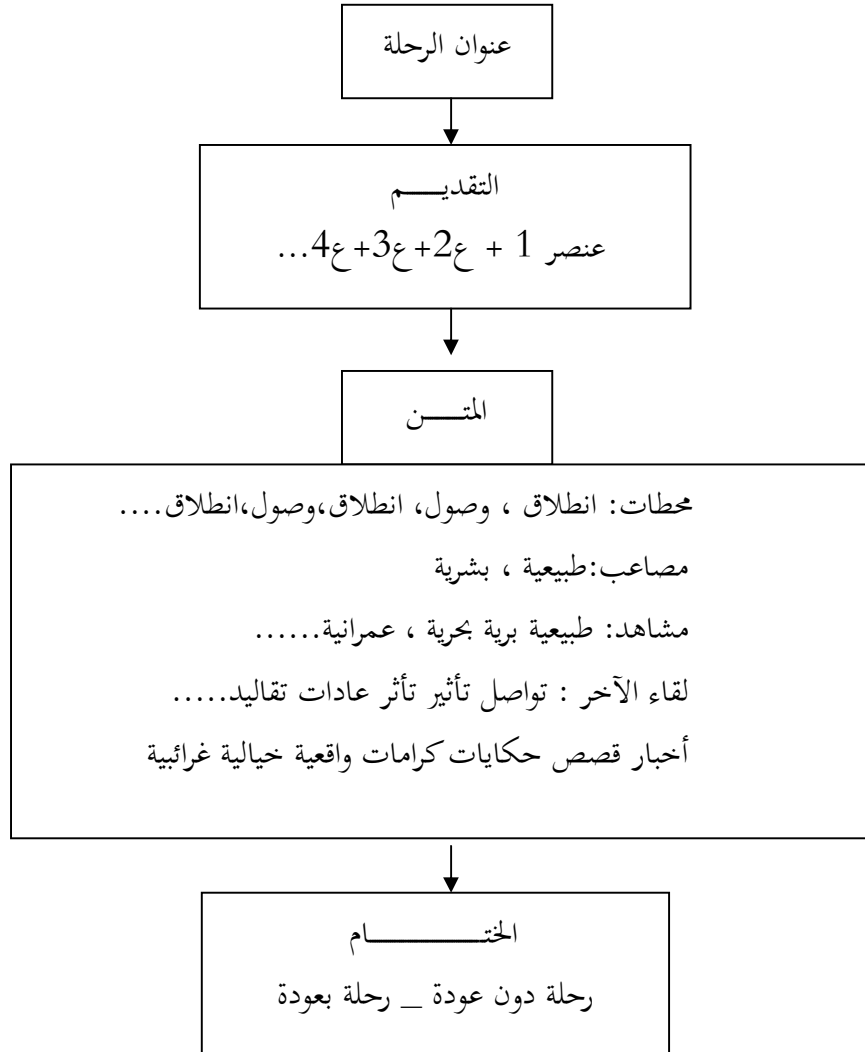 عنوان الرحلة
التقديـــــم
عنصر 1 + ع2+ع3+ع4...
المتـــــن
محطات: انطلاق ، وصول، انطلاق،وصول،انطلاق....
مصاعب:طبيعية ، بشرية
مشاهد: طبيعية برية بحرية ، عمرانية......
لقاء الآخر : تواصل تأثير تأثر عادات تقاليد.....
أخبار قصص حكايات كرامات واقعية خيالية غرائبية
الختـــــــــام
رحلة دون عودة _ رحلة بعودة